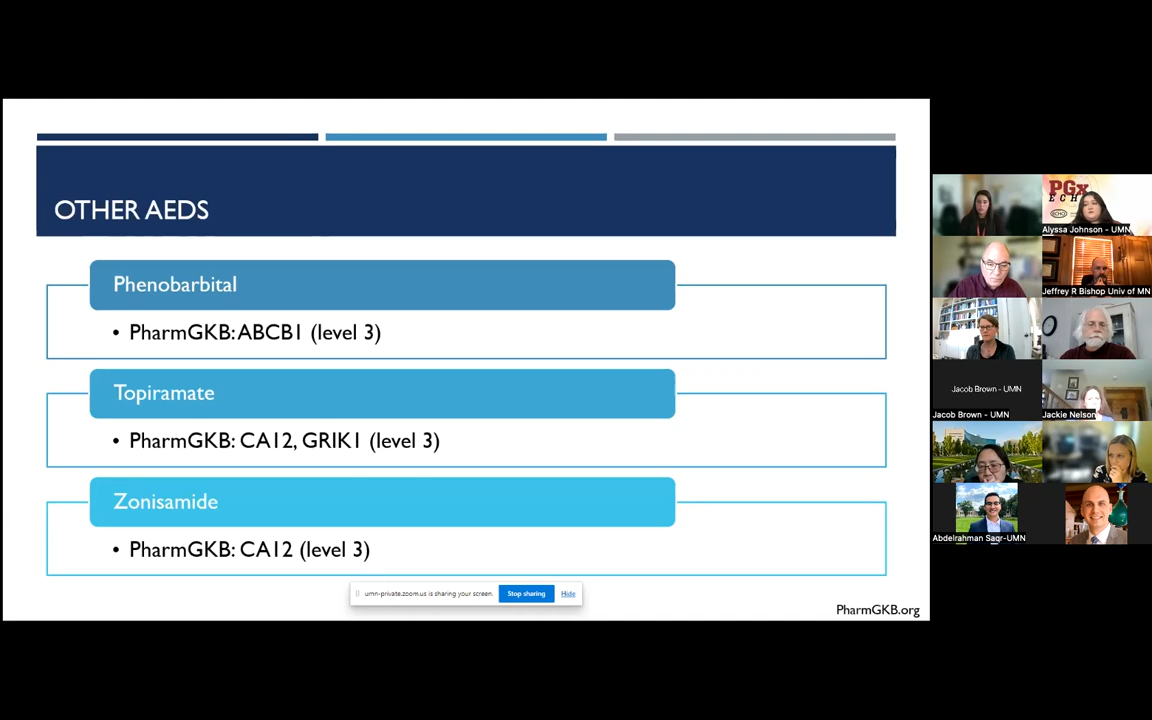 OTHER AEDS
Phenobarbital
• PharmGKB: ABCB1 (level 3)
Topiramate
• PharmGKB: CA12, GRIK1 (level 3)
Zonisamide
• PharmGKB: CA12 (level 3)
umn-private.zoom.us is sharing your screen.
Stop sharing
Hide
PharmGKB.org
PGx
ECH
ECHO
Alyssa Johnson - UMN
Jeffrey R Bishop Univ of MN
Jacob Brown - UMN
Jacob Brown - UMN
Jackie Nelson
Abdelrahman Saqr-UMN